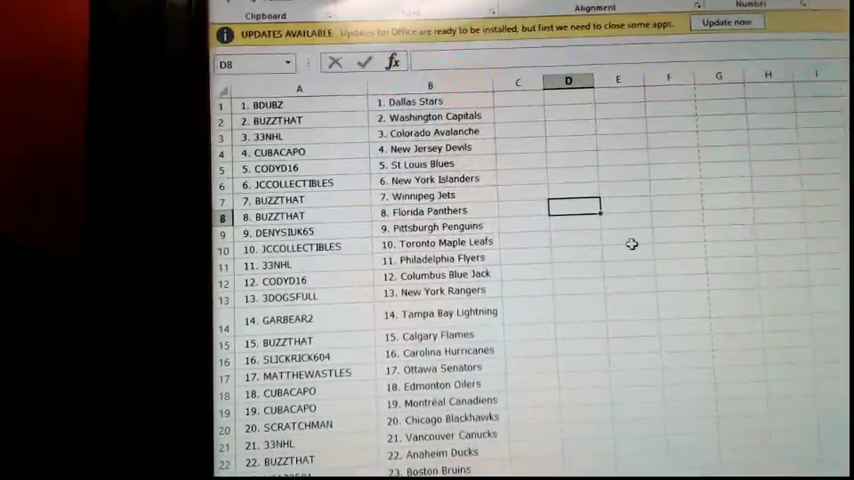 Clipboard
Alignment
Number
UPDATES AVAILABLE Updates for Office are ready to be installed, but first we need to close some apps. Update now
D8 fx
A B C D E F G H I
1 1. BDUBZ 1. Dallas Stars
2 2. BUZZTHAT 2. Washington Capitals
3 3. 33NHL 3. Colorado Avalanche
4 4. CUBACAPO 4. New Jersey Devils
5 5. CODYD16 5. St Louis Blues
6 6. JCCOLLECTIBLES 6. New York Islanders
7 7. BUZZTHAT 7. Winnipeg Jets
8 8. BUZZTHAT 8. Florida Panthers
9 9. DENYSIUK65 9. Pittsburgh Penguins
10 10. JCCOLLECTIBLES 10. Toronto Maple Leafs
11 11. 33NHL 11. Philadelphia Flyers
12 12. CODYD16 12. Columbus Blue Jack
13 13. 3DOGSFULL 13. New York Rangers
14 14. GARBEAR2 14. Tampa Bay Lightning
15 15. BUZZTHAT 15. Calgary Flames
16 16. SLICKRICK604 16. Carolina Hurricanes
17 17. MATTHEWASTLES 17. Ottawa Senators
18 18. CUBACAPO 18. Edmonton Oilers
19 19. CUBACAPO 19. Montréal Canadiens
20 20. SCRATCHMAN 20. Chicago Blackhawks
21 21. 33NHL 21. Vancouver Canucks
22 22. BUZZTHAT 22. Anaheim Ducks
23. Boston Bruins